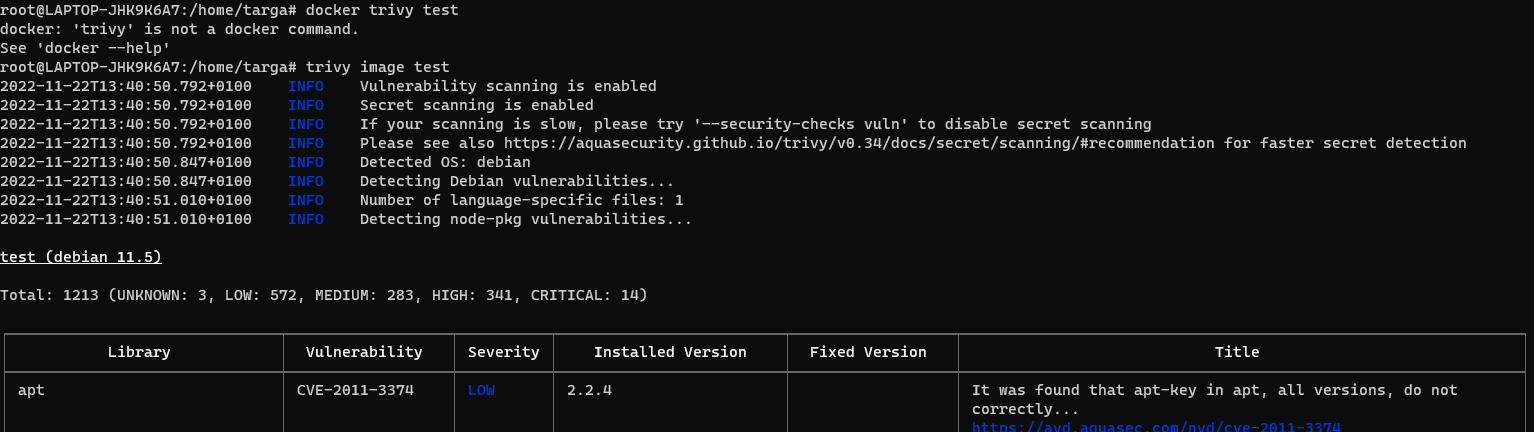 root@LAPTOP-JHK9K6A7:/home/targa# docker trivy test
docker: 'trivy' is not a docker command.
See 'docker --help'
root@LAPTOP-JHK9K6A7:/home/targa# trivy image test
2022-11-22T13:40:50.792+0100    INFO    Vulnerability scanning is enabled
2022-11-22T13:40:50.792+0100    INFO    Secret scanning is enabled
2022-11-22T13:40:50.792+0100    INFO    If your scanning is slow, please try '--security-checks vuln' to disable secret scanning
2022-11-22T13:40:50.792+0100    INFO    Please see also https://aquasecurity.github.io/trivy/v0.34/docs/secret/scanning/#recommendation for faster secret detection
2022-11-22T13:40:50.847+0100    INFO    Detected OS: debian
2022-11-22T13:40:50.847+0100    INFO    Detecting Debian vulnerabilities...
2022-11-22T13:40:51.010+0100    INFO    Number of language-specific files: 1
2022-11-22T13:40:51.010+0100    INFO    Detecting node-pkg vulnerabilities...
test (debian 11.5)
Total: 1213 (UNKNOWN: 3, LOW: 572, MEDIUM: 283, HIGH: 341, CRITICAL: 14)
Library    Vulnerability    Severity    Installed Version    Fixed Version    Title
apt    CVE-2011-3374    LOW    2.2.4    It was found that apt-key in apt, all versions, do not
correctly...
https://avd.aquasec.com/nvd/cve-2011-3374